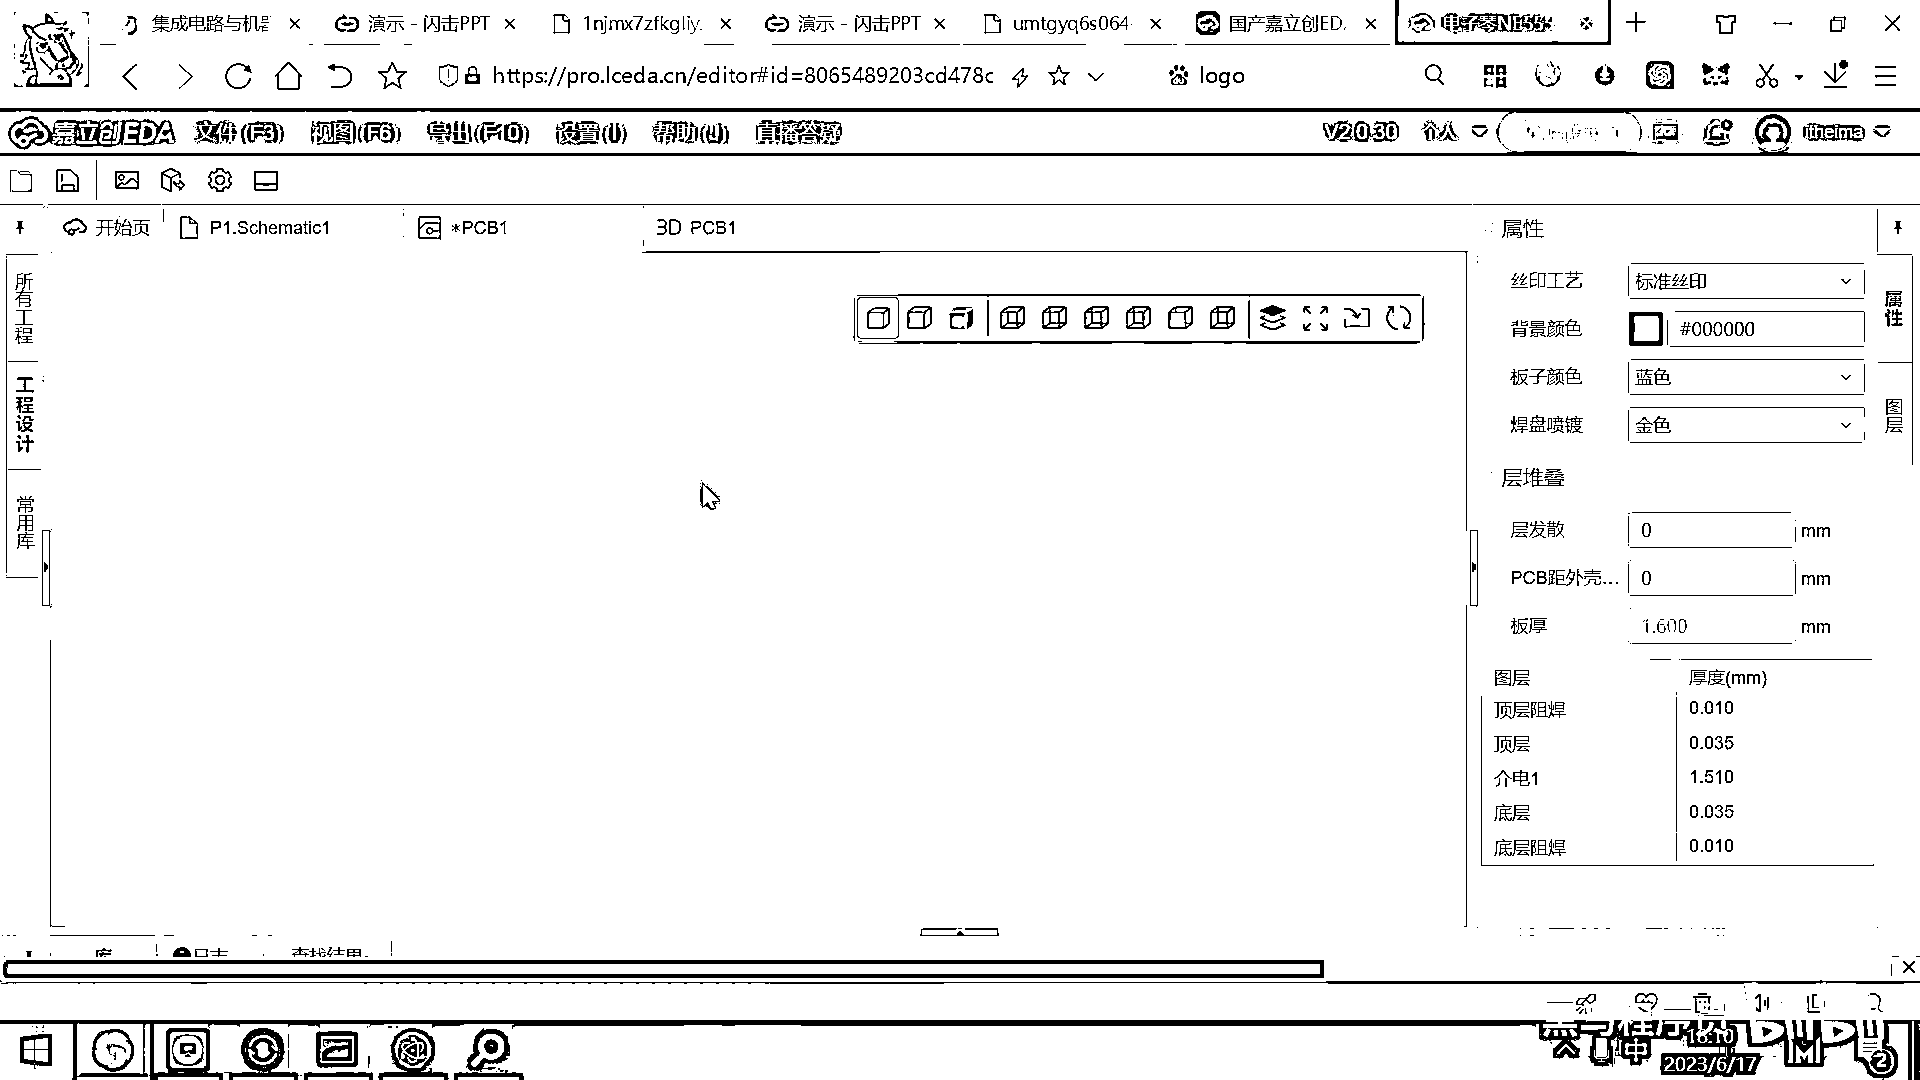 集成电路与机器
演示 - 闪击PPT
1njmx7zfkgliy.
演示 - 闪击PPT
umtgyq6s064
国产嘉立创ED
电子琴NE555
https://pro.lceda.cn/editor#id=8065489203cd478c
logo
嘉立创EDA
文件(F3)
视图(F6)
导出(F10)
设置(I)
帮助(J)
直播答疑
V2.0.30
个人
itheima
开始页
P1.Schematic1
*PCB1
3D PCB1
所有工程
工程设计
常用库
属性
丝印工艺
标准丝印
背景颜色
#000000
板子颜色
蓝色
焊盘喷镀
金色
层堆叠
层发散
0
mm
PCB距外壳...
0
mm
板厚
1.600
mm
图层
厚度(mm)
顶层阻焊
0.010
顶层
0.035
介电1
1.510
底层
0.035
底层阻焊
0.010
属性
图层
库
日志
查找结果
中
16:10
2023/6/17
2